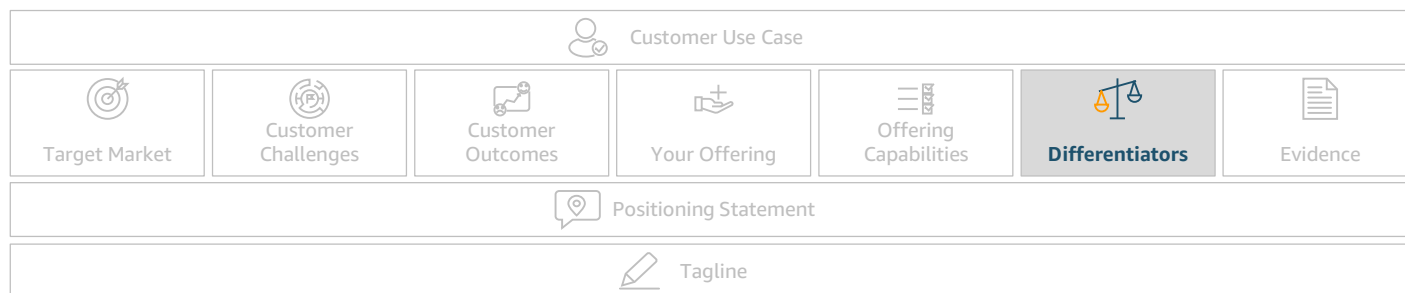 Customer Use Case
Target Market
Customer
Challenges
Customer
Outcomes
Your Offering
Offering
Capabilities
Differentiators
Evidence
Positioning Statement
Tagline